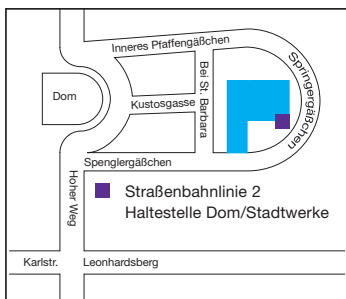 Inneres Pfaffengäßchen
Springergäßchen
Bei St. Barbara
Dom
Kustosgasse
Spenglergäßchen
Hoher Weg
Straßenbahnlinie 2
Haltestelle Dom/Stadtwerke
Karlstr. Leonhardsberg